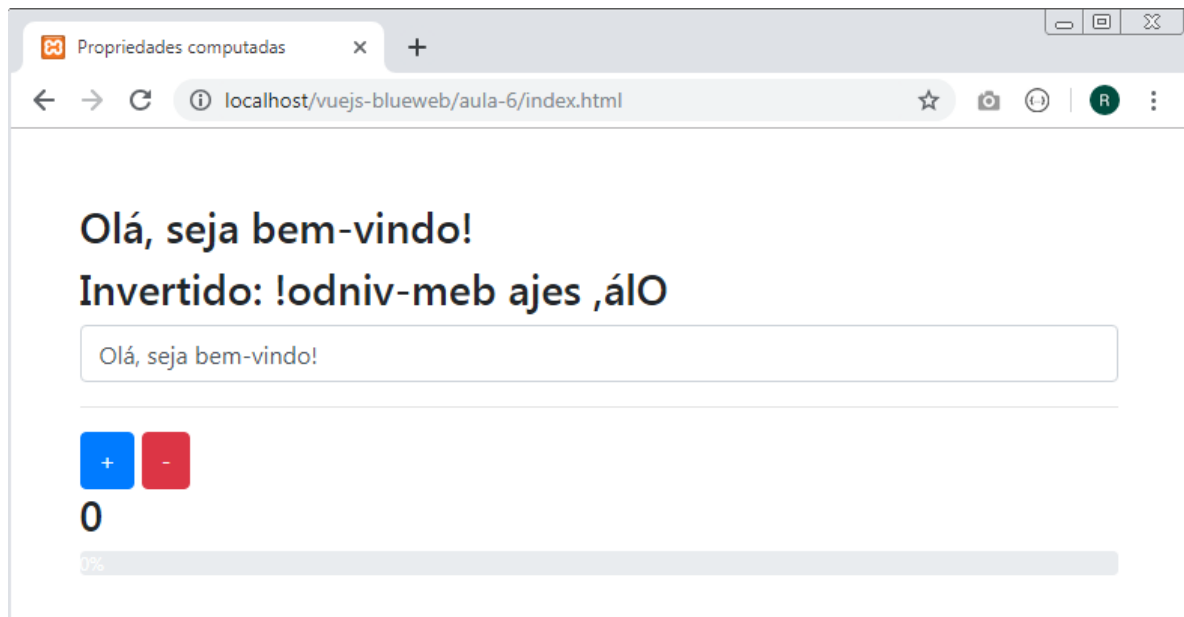 Propriedades computadas
localhost/vuejs-blueweb/aula-6/index.html
R
Olá, seja bem-vindo!
Invertido: !odniv-meb ajes ,álO
Olá, seja bem-vindo!
+ -
0
0%